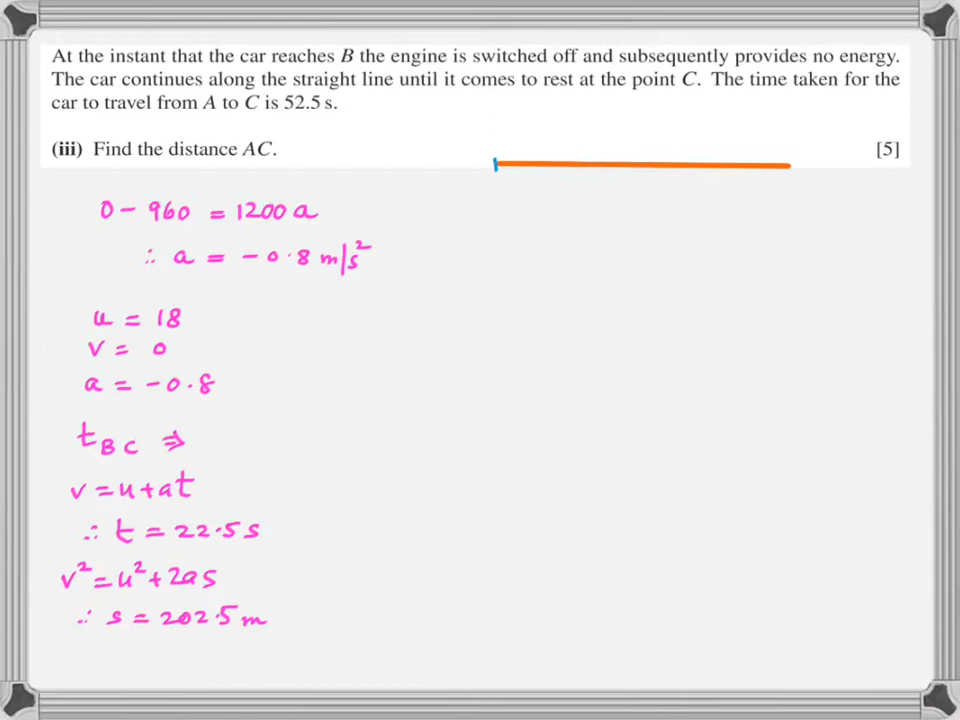 At the instant that the car reaches B the engine is switched off and subsequently provides no energy.
The car continues along the straight line until it comes to rest at the point C. The time taken for the
car to travel from A to C is 52.5 s.
(iii) Find the distance AC. [5]
0 - 960 = 1200 a
∴ a = -0.8 m/s²
u = 18
v = 0
a = -0.8
t_BC ⇒
v = u + at
∴ t = 22.5 s
v² = u² + 2as
∴ s = 202.5 m